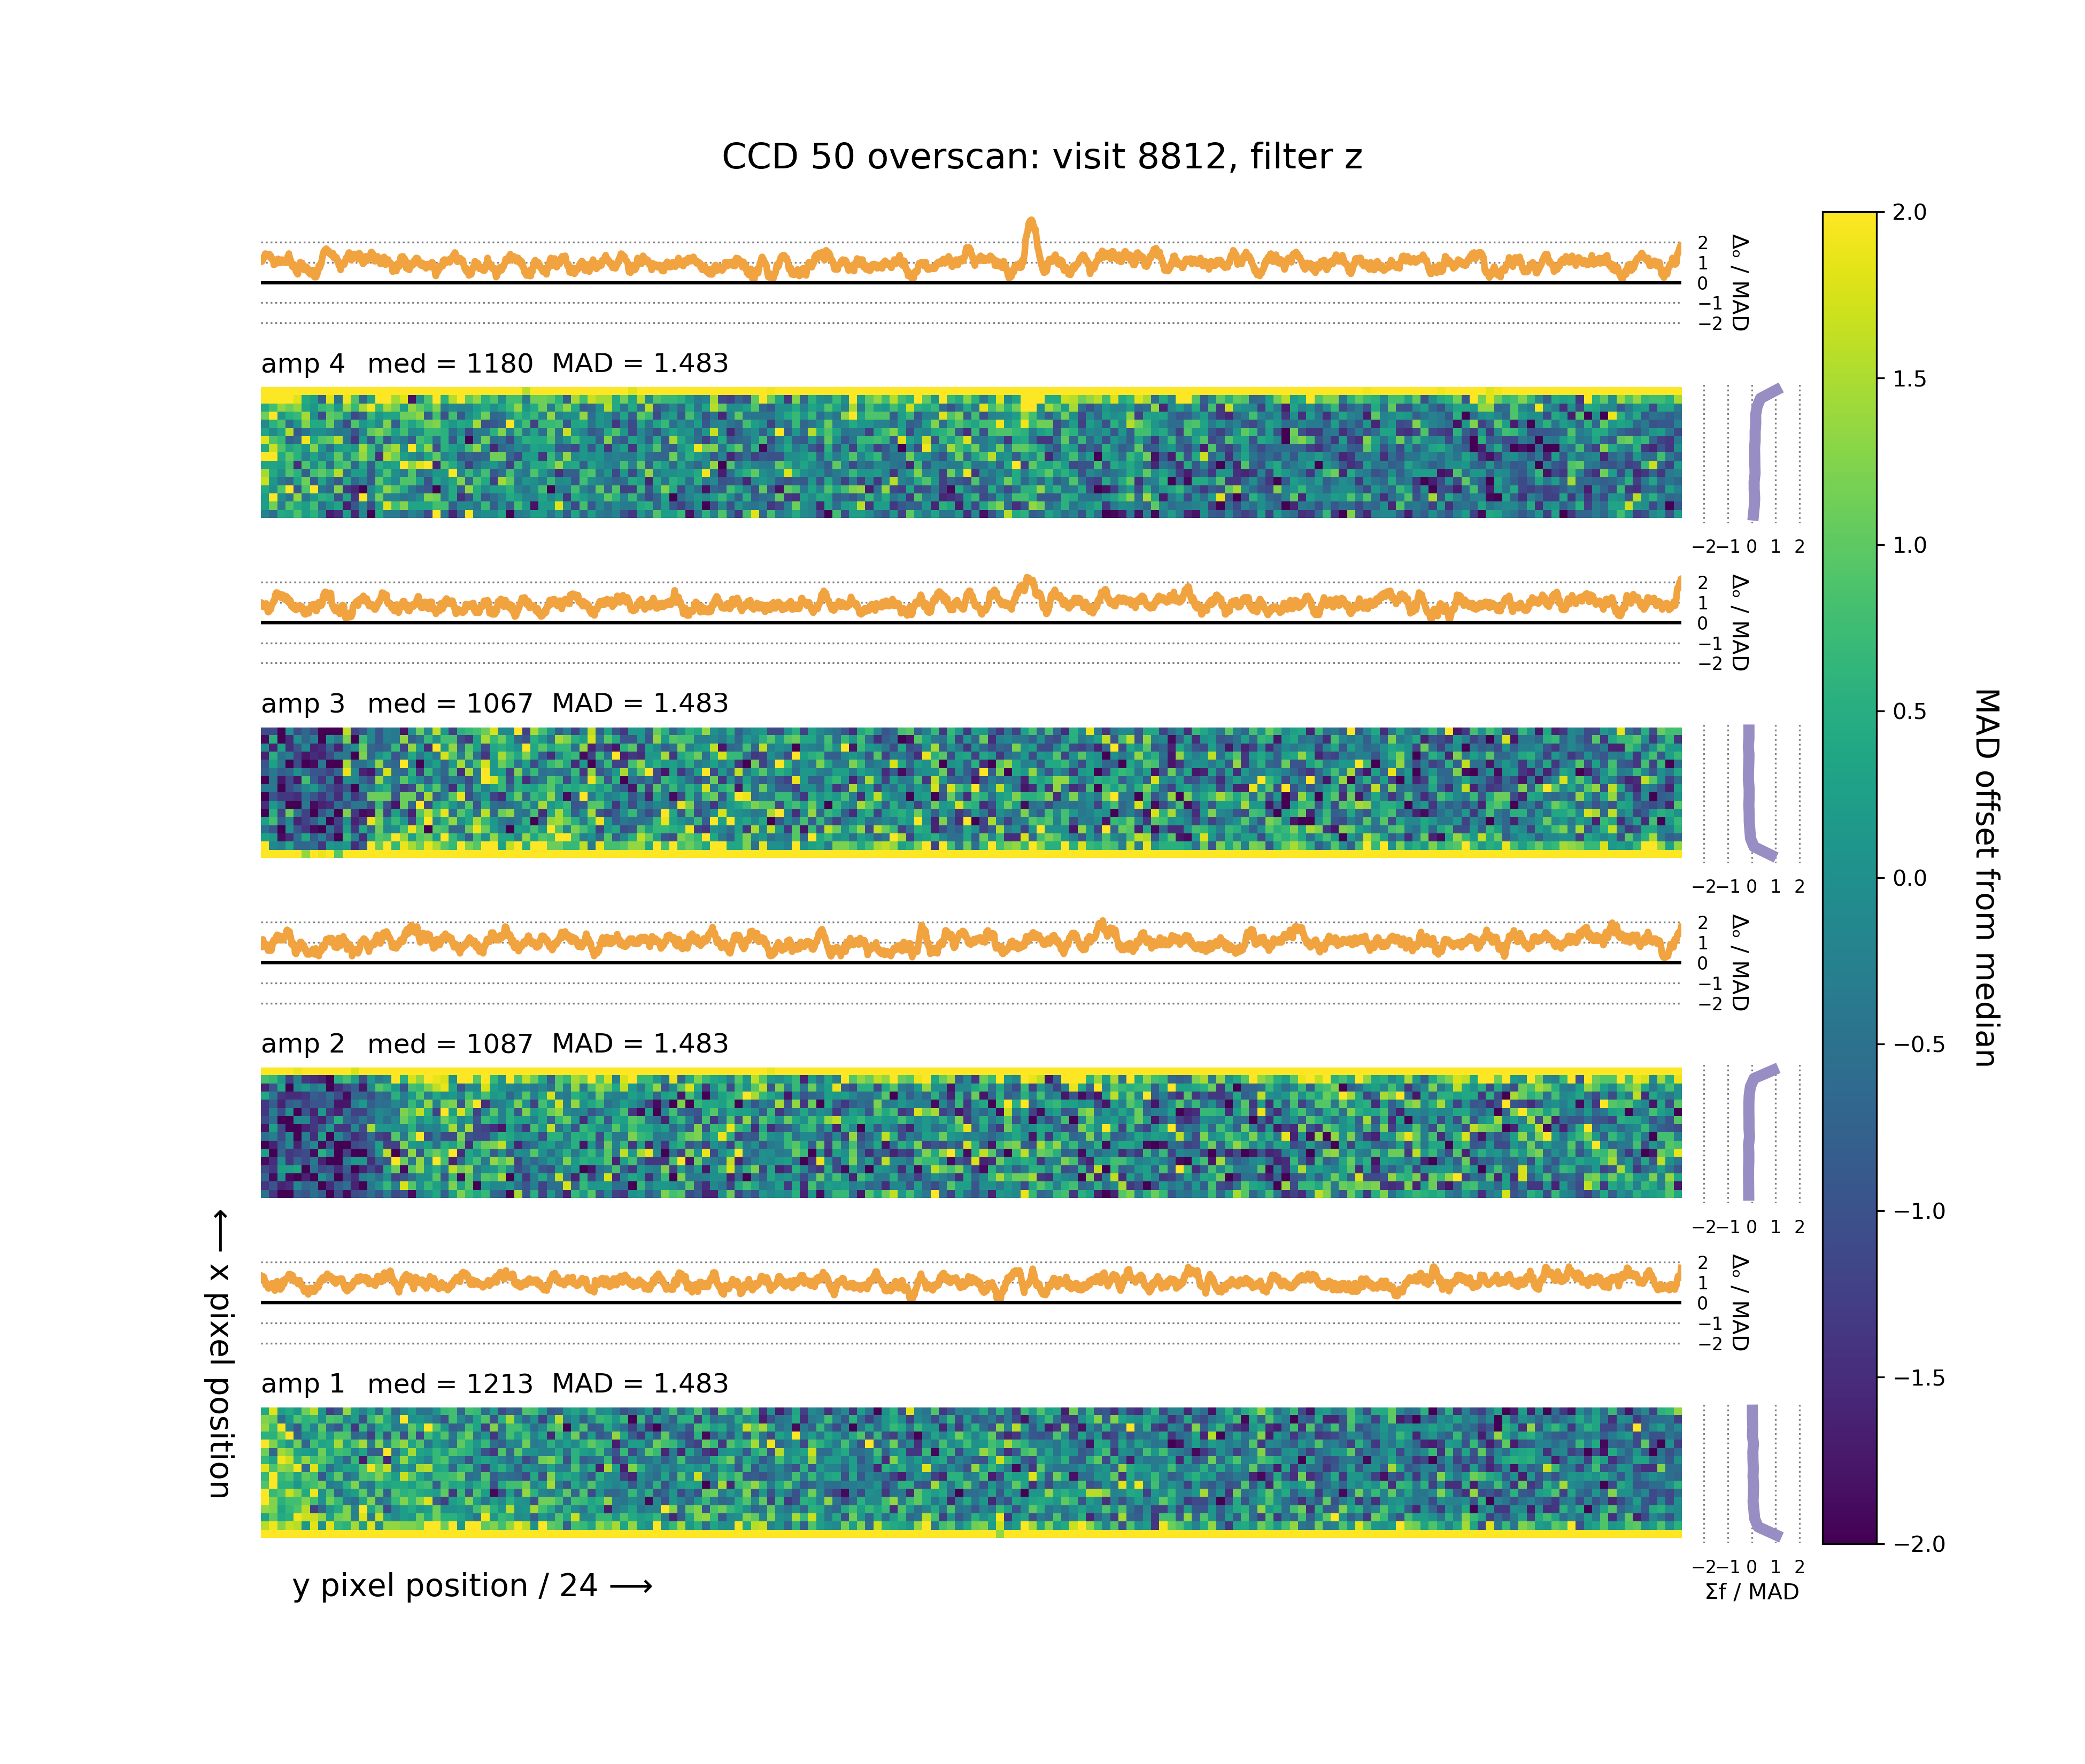 CCD 50 overscan: visit 8812, filter z
2
1
0
−1
−2
Δₒ / MAD
amp 4 med = 1180 MAD = 1.483
−2 −1 0 1 2
2
1
0
−1
−2
Δₒ / MAD
amp 3 med = 1067 MAD = 1.483
−2 −1 0 1 2
2
1
0
−1
−2
Δₒ / MAD
amp 2 med = 1087 MAD = 1.483
−2 −1 0 1 2
2
1
0
−1
−2
Δₒ / MAD
amp 1 med = 1213 MAD = 1.483
−2 −1 0 1 2
Σf / MAD
y pixel position / 24 ⟶
⟵ x pixel position
2.0
1.5
1.0
0.5
0.0
−0.5
−1.0
−1.5
−2.0
MAD offset from median